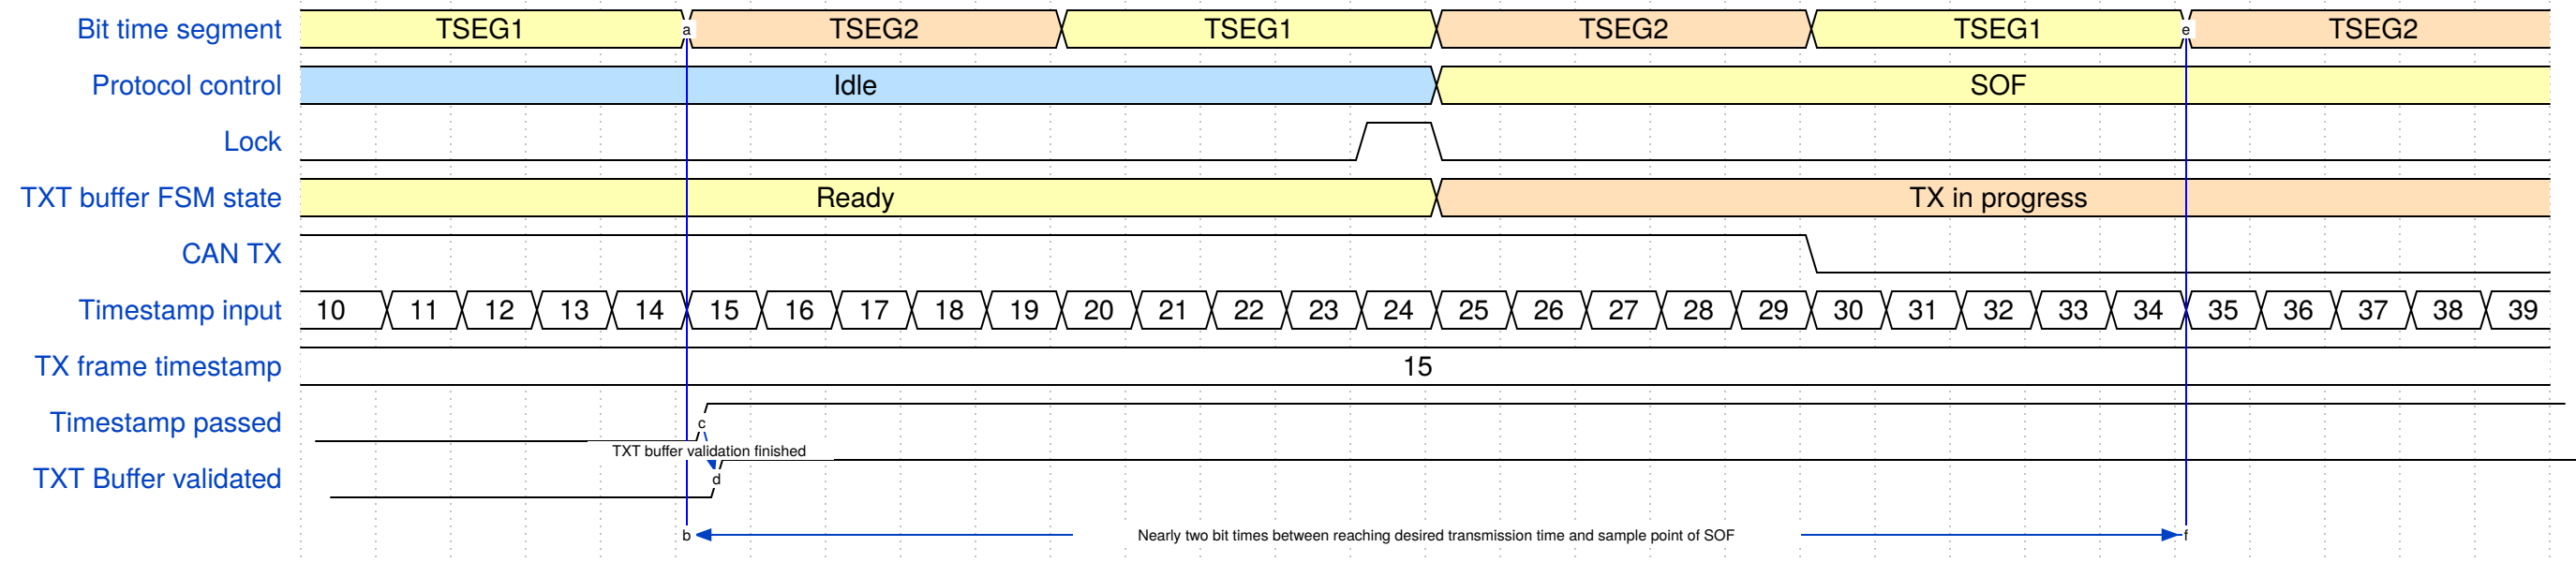 Bit time segment TSEG1 a TSEG2 TSEG1 TSEG2 TSEG1 e TSEG2
Protocol control Idle SOF
Lock
TXT buffer FSM state Ready TX in progress
CAN TX
Timestamp input 10 11 12 13 14 15 16 17 18 19 20 21 22 23 24 25 26 27 28 29 30 31 32 33 34 35 36 37 38 39
TX frame timestamp 15
Timestamp passed c
TXT buffer validation finished
TXT Buffer validated d
b Nearly two bit times between reaching desired transmission time and sample point of SOF f